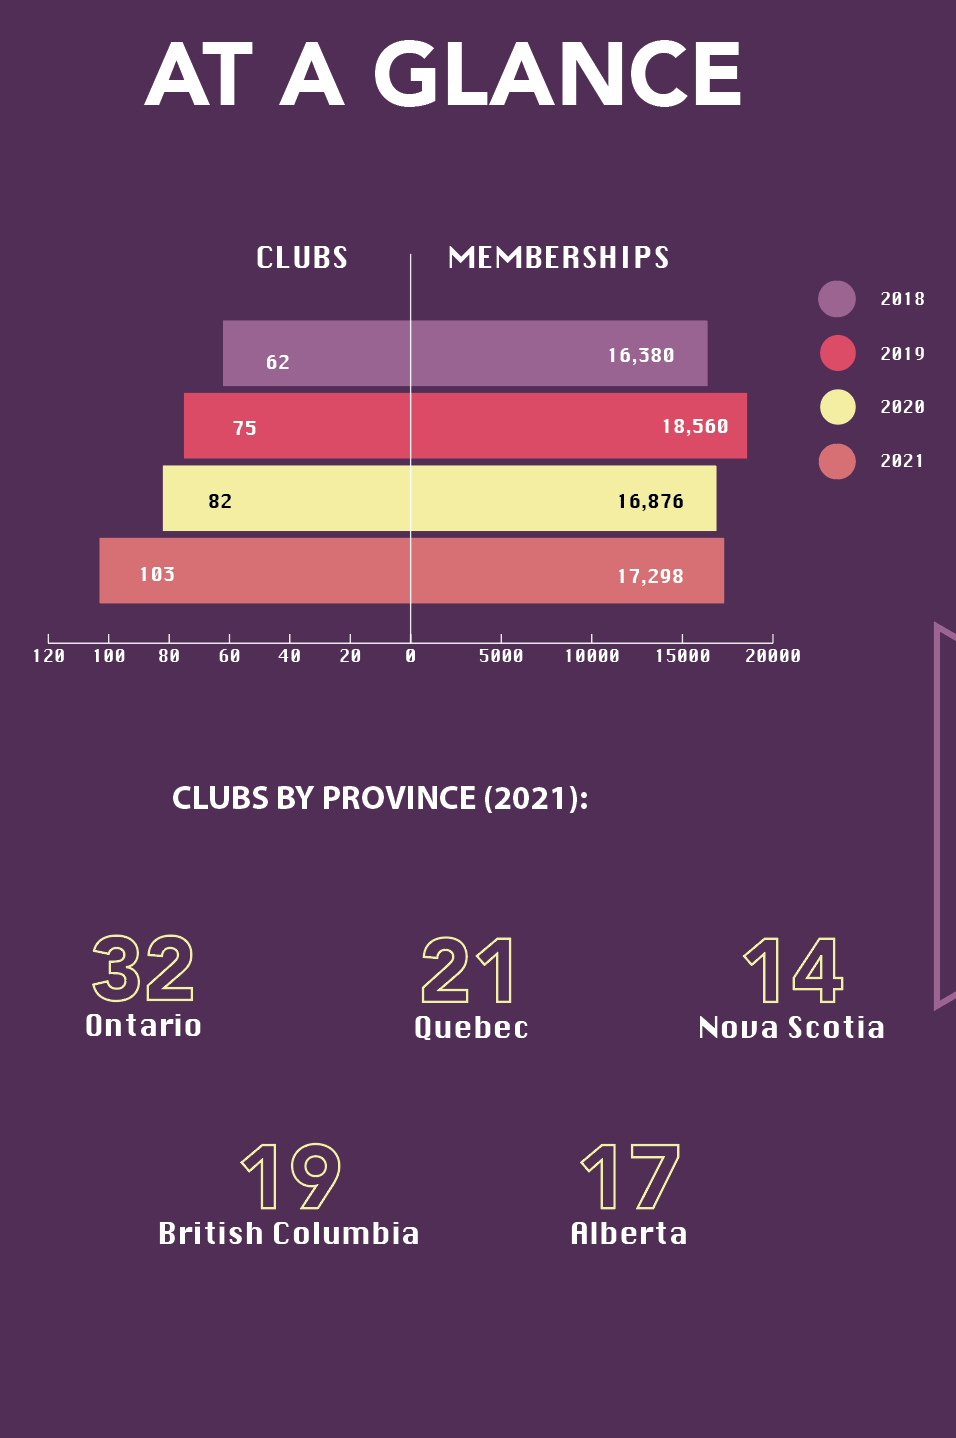 AT A GLANCE
CLUBS MEMBERSHIPS
2018
2019
2020
2021
62 16,380
75 18,560
82 16,876
103 17,298
120 100 80 60 40 20 0 5000 10000 15000 20000
CLUBS BY PROVINCE (2021):
32 21 14
Ontario Quebec Nova Scotia
19 17
British Columbia Alberta